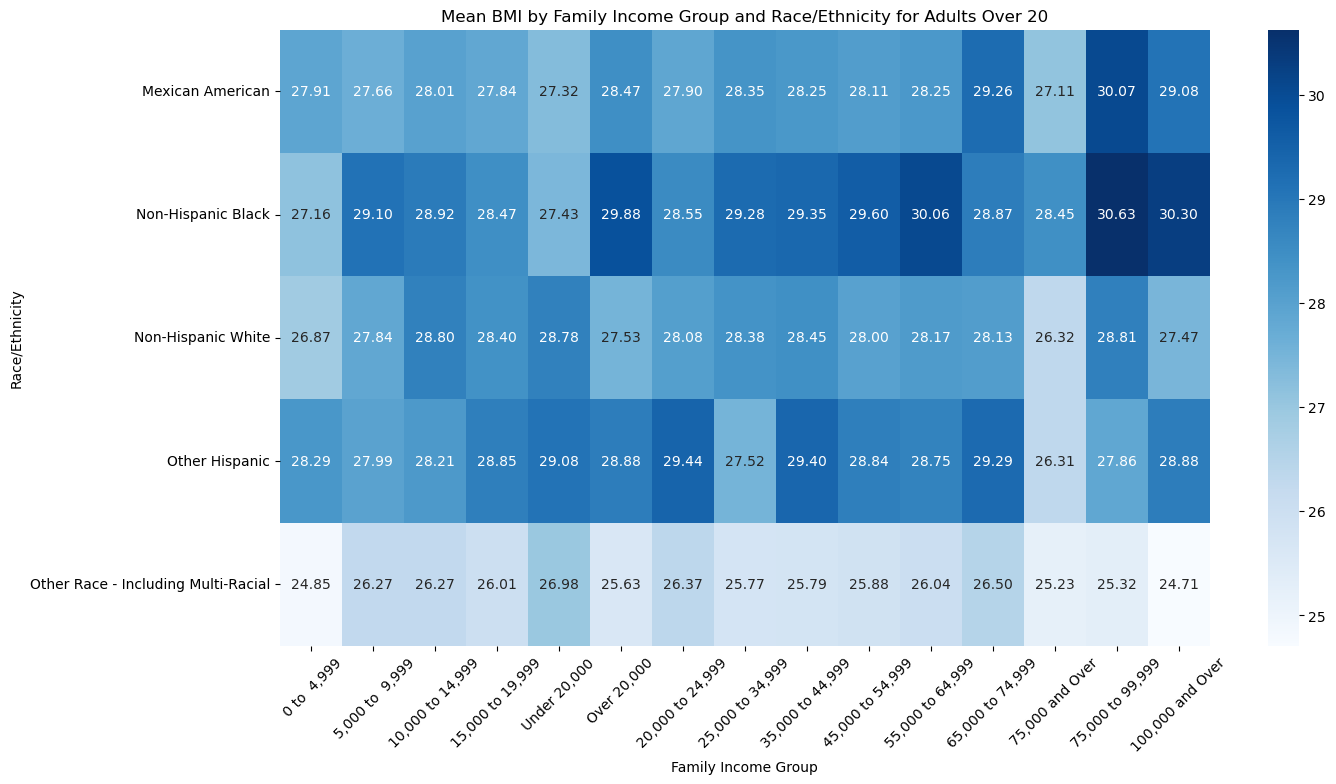 Mean BMI by Family Income Group and Race/Ethnicity for Adults Over 20
Race/Ethnicity
Mexican American 27.91 27.66 28.01 27.84 27.32 28.47 27.90 28.35 28.25 28.11 28.25 29.26 27.11 30.07 29.08
Non-Hispanic Black 27.16 29.10 28.92 28.47 27.43 29.88 28.55 29.28 29.35 29.60 30.06 28.87 28.45 30.63 30.30
Non-Hispanic White 26.87 27.84 28.80 28.40 28.78 27.53 28.08 28.38 28.45 28.00 28.17 28.13 26.32 28.81 27.47
Other Hispanic 28.29 27.99 28.21 28.85 29.08 28.88 29.44 27.52 29.40 28.84 28.75 29.29 26.31 27.86 28.88
Other Race - Including Multi-Racial 24.85 26.27 26.27 26.01 26.98 25.63 26.37 25.77 25.79 25.88 26.04 26.50 25.23 25.32 24.71
0 to  4,999
5,000 to  9,999
10,000 to 14,999
15,000 to 19,999
Under 20,000
Over 20,000
20,000 to 24,999
25,000 to 34,999
35,000 to 44,999
45,000 to 54,999
55,000 to 64,999
65,000 to 74,999
75,000 and Over
75,000 to 99,999
100,000 and Over
Family Income Group
30
29
28
27
26
25